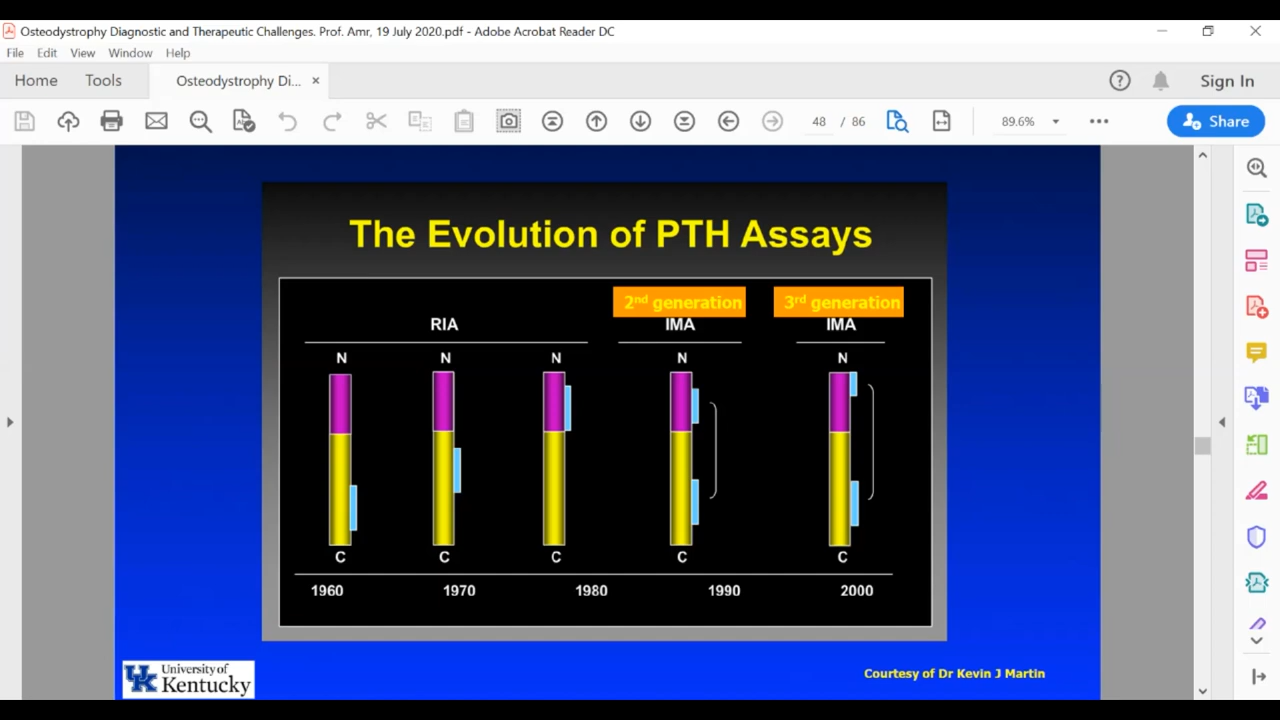 Osteodystrophy Diagnostic and Therapeutic Challenges. Prof. Amr, 19 July 2020.pdf - Adobe Acrobat Reader DC
File Edit View Window Help
Home Tools Osteodystrophy Di... × Sign In
48 / 86 89.6% Share
The Evolution of PTH Assays
2nd generation 3rd generation
RIA IMA IMA
N N N N N
C C C C C
1960 1970 1980 1990 2000
University of
Kentucky
UK
Courtesy of Dr Kevin J Martin